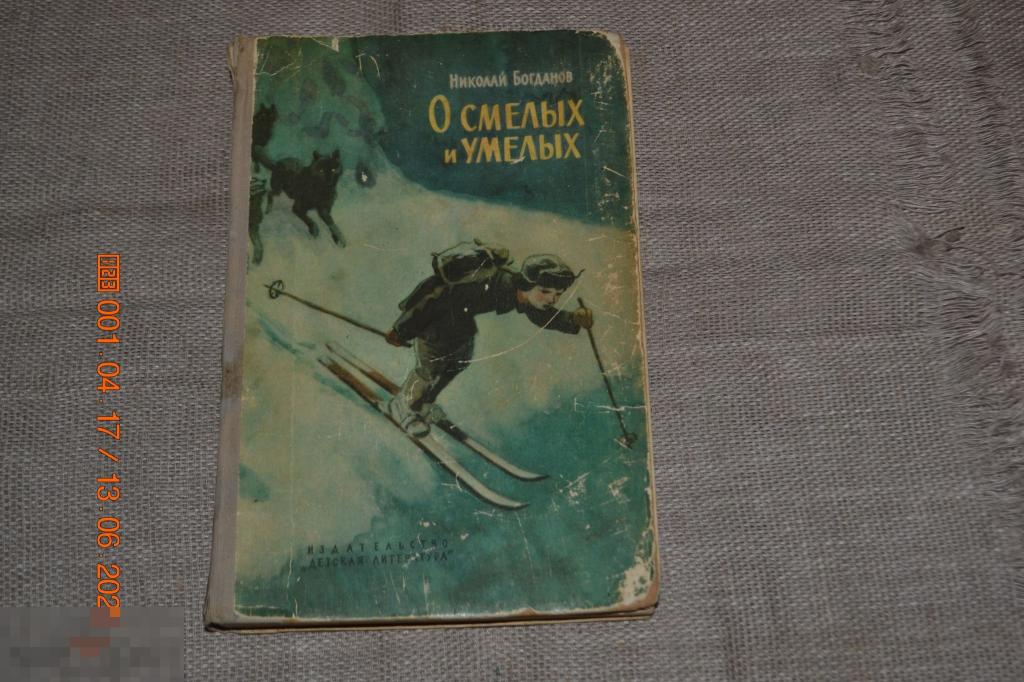 Николай Богданов
О СМЕЛЫХ
и УМЕЛЫХ
ИЗДАТЕЛЬСТВО
„ДЕТСКАЯ ЛИТЕРАТУРА"
001.04.17/13.06.202